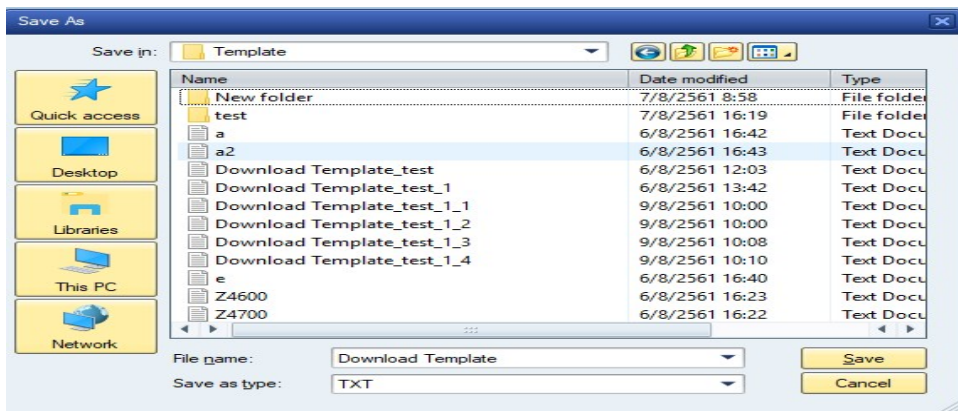 Save As
Save in: Template
Name Date modified Type
New folder 7/8/2561 8:58 File folder
test 7/8/2561 16:19 File folder
a 6/8/2561 16:42 Text Docu
a2 6/8/2561 16:43 Text Docu
Download Template_test 6/8/2561 12:03 Text Docu
Download Template_test_1 6/8/2561 13:42 Text Docu
Download Template_test_1_1 9/8/2561 10:00 Text Docu
Download Template_test_1_2 9/8/2561 10:00 Text Docu
Download Template_test_1_3 9/8/2561 10:08 Text Docu
Download Template_test_1_4 9/8/2561 10:10 Text Docu
e 6/8/2561 16:40 Text Docu
Z4600 6/8/2561 16:23 Text Docu
Z4700 6/8/2561 16:22 Text Docu
Quick access
Desktop
Libraries
This PC
Network
File name: Download Template Save
Save as type: TXT Cancel